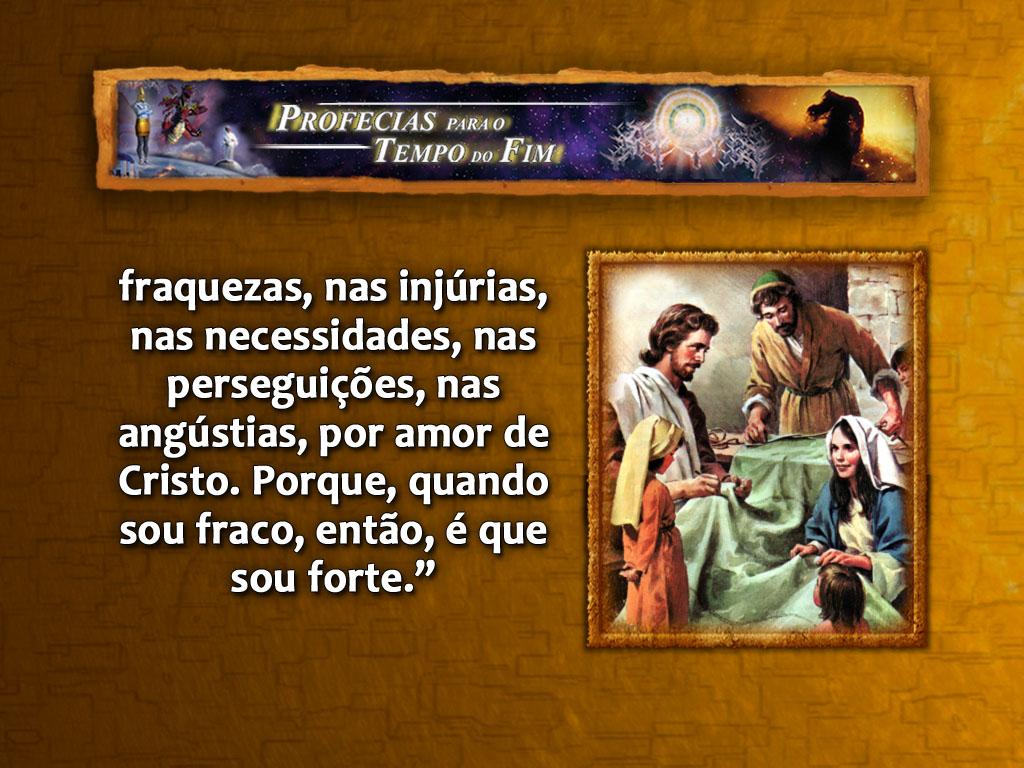 PROFECIAS PARA O
TEMPO DO FIM
fraquezas, nas injúrias,
nas necessidades, nas
perseguições, nas
angústias, por amor de
Cristo. Porque, quando
sou fraco, então, é que
sou forte.”